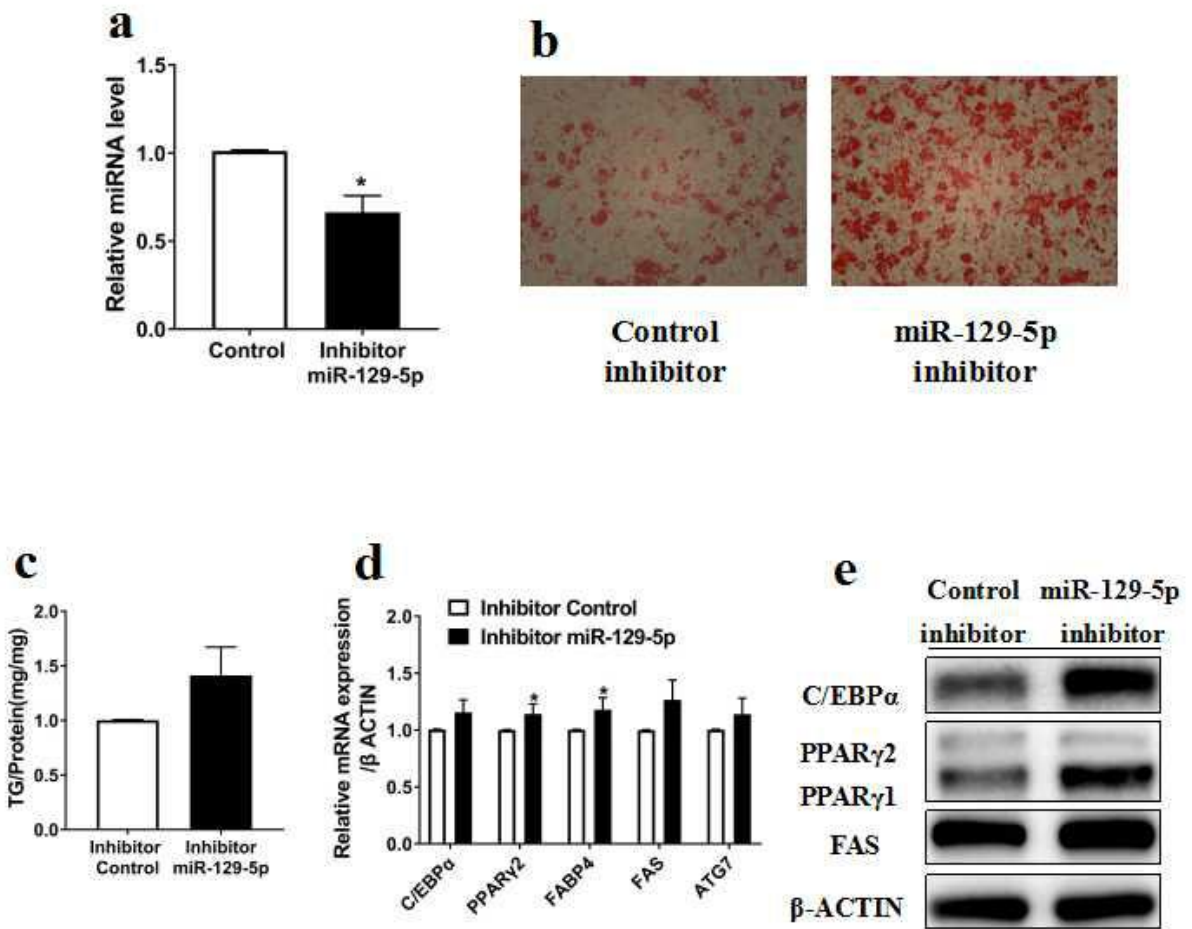 a
Relative miRNA level
1.5
1.0
0.5
0.0
*
Control
Inhibitor
miR-129-5p
b
Control
inhibitor
miR-129-5p
inhibitor
c
TG/Protein(mg/mg)
2.0
1.5
1.0
0.5
0.0
Inhibitor
Control
Inhibitor
miR-129-5p
d
Relative mRNA expression
/β ACTIN
Inhibitor Control
Inhibitor miR-129-5p
2.0
1.5
1.0
0.5
0.0
*
*
C/EBPα
PPARγ2
FABP4
FAS
ATG7
e
Control miR-129-5p
inhibitor inhibitor
C/EBPα
PPARγ2
PPARγ1
FAS
β-ACTIN